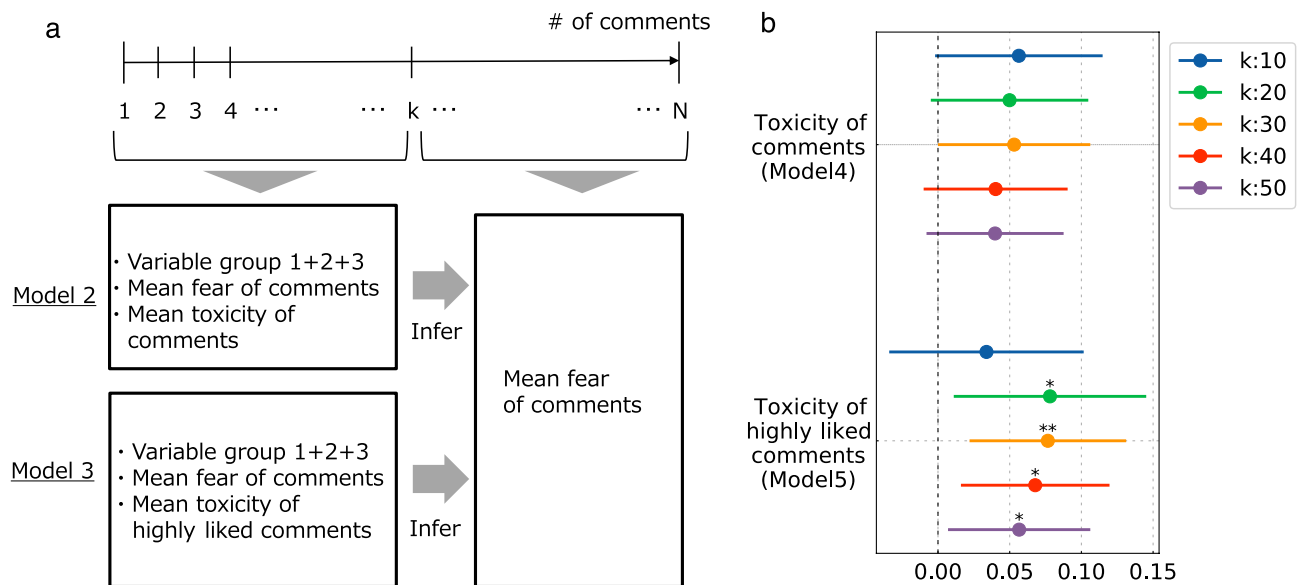 a
# of comments
1 2 3 4 ··· ··· k ··· ··· N
Model 2
・Variable group 1+2+3
・Mean fear of comments
・Mean toxicity of
comments
Infer
Mean fear
of comments
Model 3
・Variable group 1+2+3
・Mean fear of comments
・Mean toxicity of
highly liked comments
Infer
b
Toxicity of
comments
(Model4)
Toxicity of
highly liked
comments
(Model5)
*
**
*
*
0.00 0.05 0.10 0.15
k:10
k:20
k:30
k:40
k:50